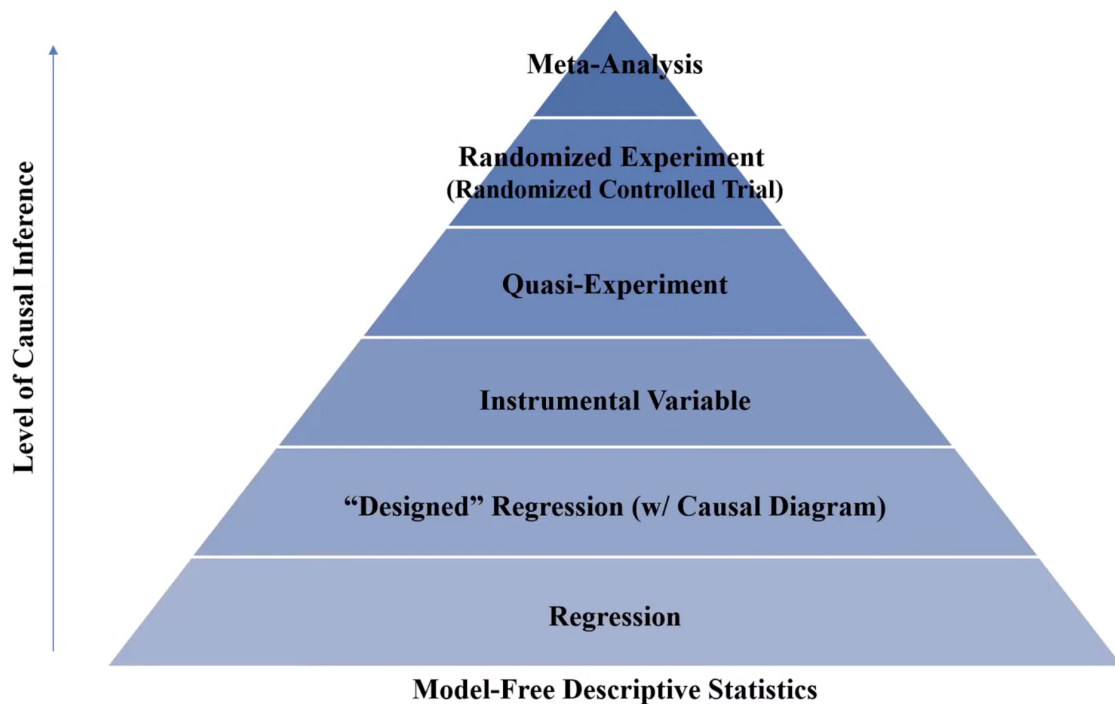 Meta-Analysis
Randomized Experiment
(Randomized Controlled Trial)
Quasi-Experiment
Instrumental Variable
“Designed” Regression (w/ Causal Diagram)
Regression
Model-Free Descriptive Statistics
Level of Causal Inference